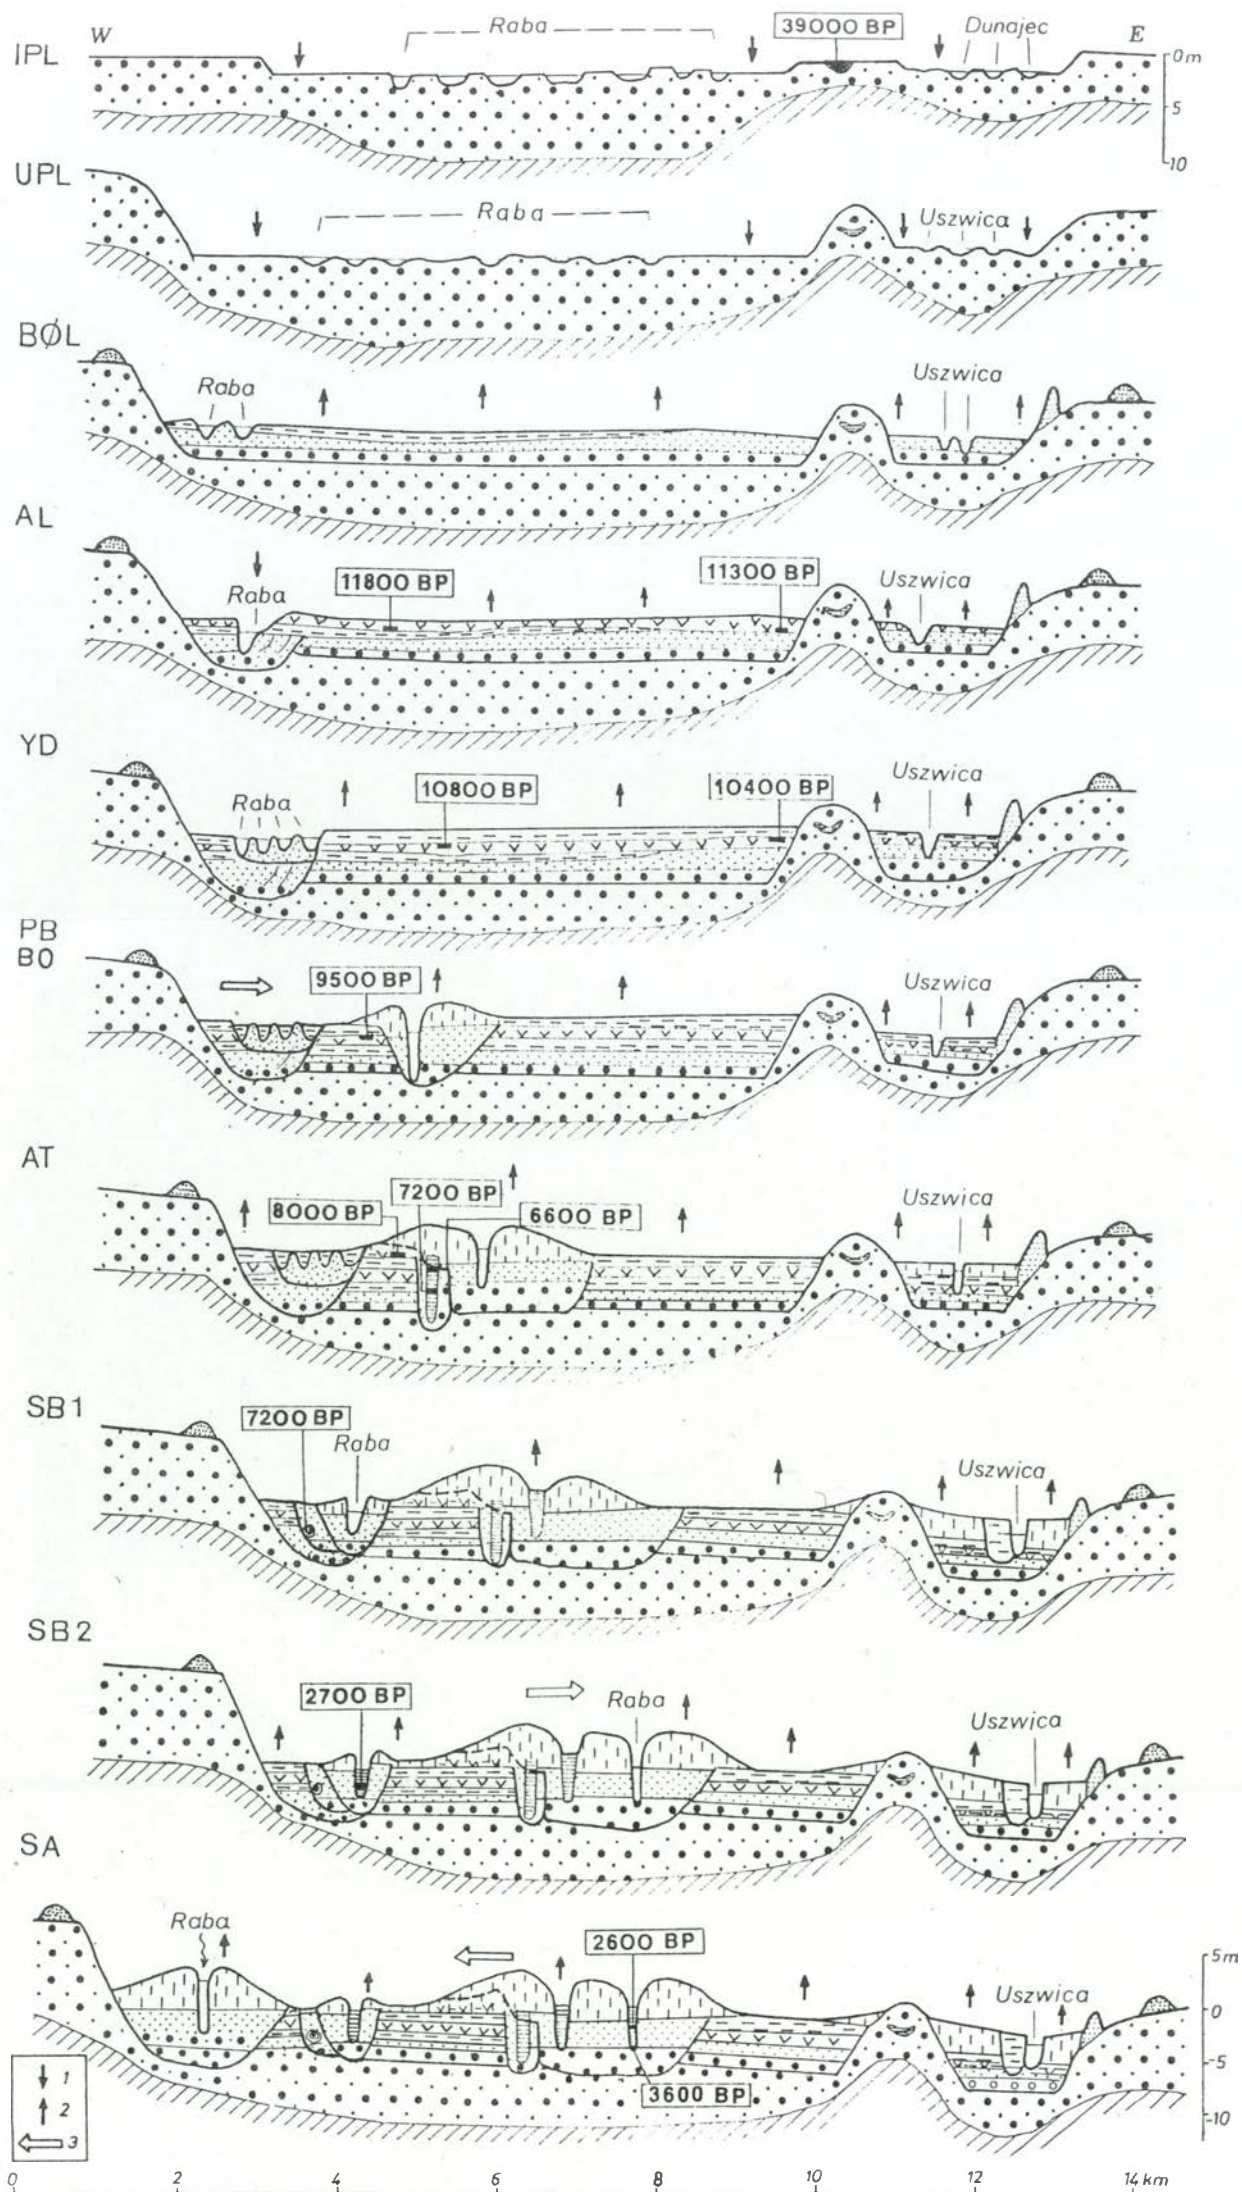 W Raba 39000 BP Dunajec E
IPL
0m
5
10
UPL
Raba Uszwica
BØL
Raba Uszwica
AL
Raba 11800 BP 11300 BP Uszwica
YD
Raba 10800 BP 10400 BP Uszwica
PB
BO
9500 BP Uszwica
AT
8000 BP 7200 BP 6600 BP Uszwica
SB1
7200 BP Raba Uszwica
SB2
2700 BP Raba Uszwica
SA
Raba 2600 BP Uszwica
5m
0
-5
-10
3600 BP
1
2
3
0 2 4 6 8 10 12 14 km